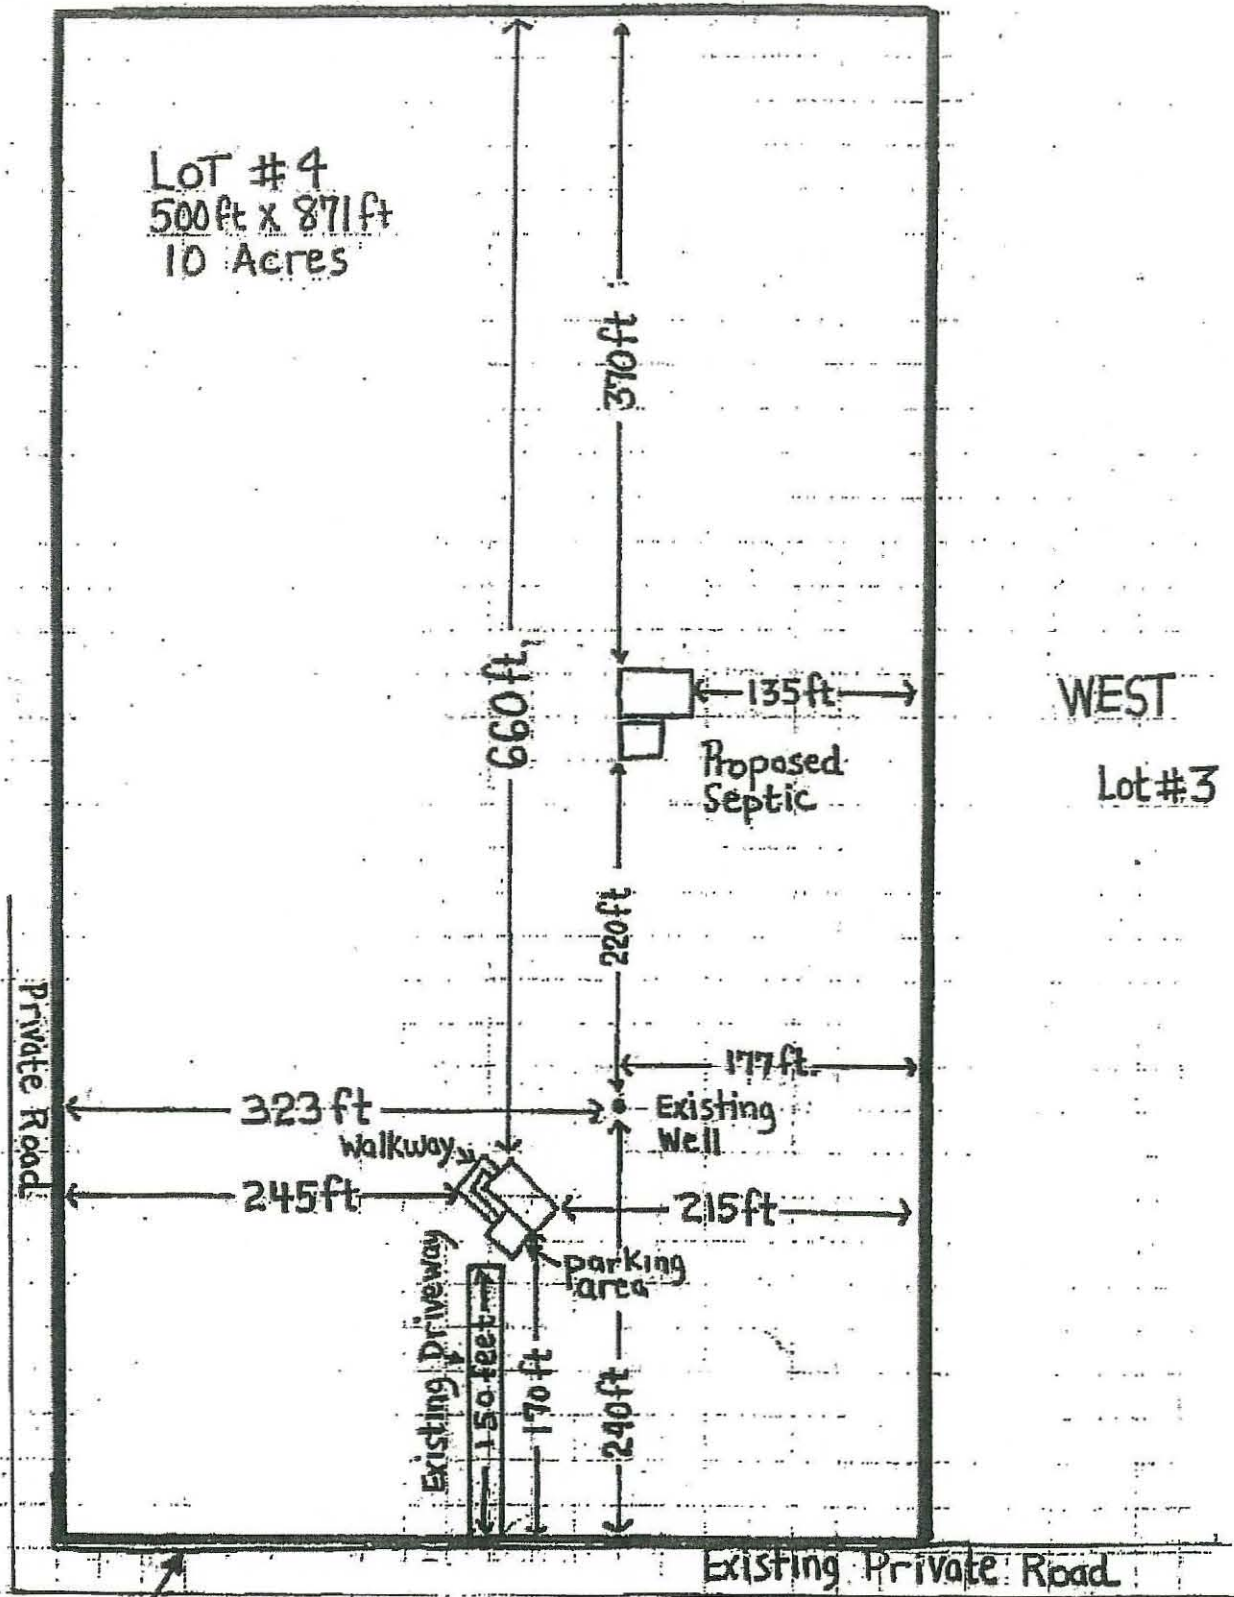 LOT #4
500ft X 871ft
10 Acres
370ft
660ft
135ft
WEST
Proposed
Septic
Lot #3
220ft
Private Road
177ft.
323ft
Existing
Well
Walkway
245ft
215ft
parking
area
Existing Driveway
150 feet
170ft
240ft
Existing Private Road